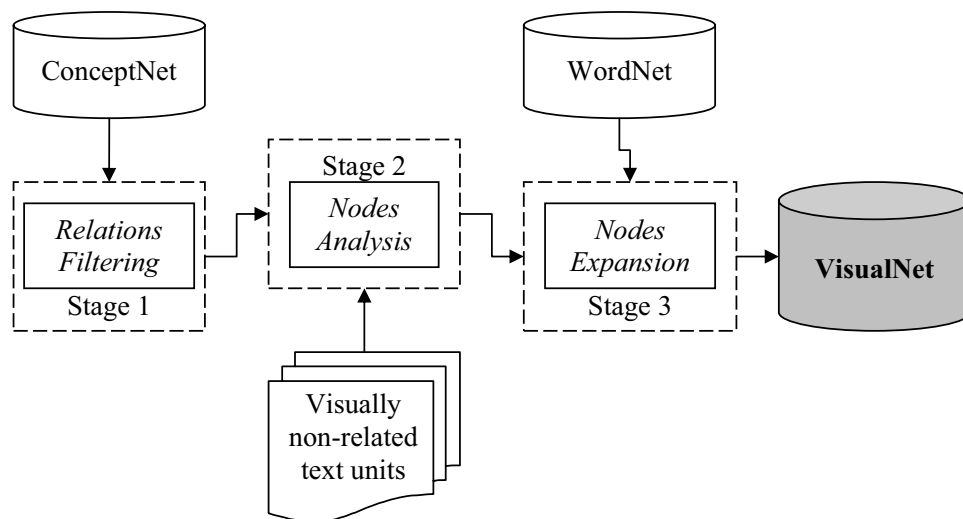 ConceptNet
WordNet
Stage 2
Relations
Filtering
Stage 1
Nodes
Analysis
Nodes
Expansion
Stage 3
VisualNet
Visually
non-related
text units